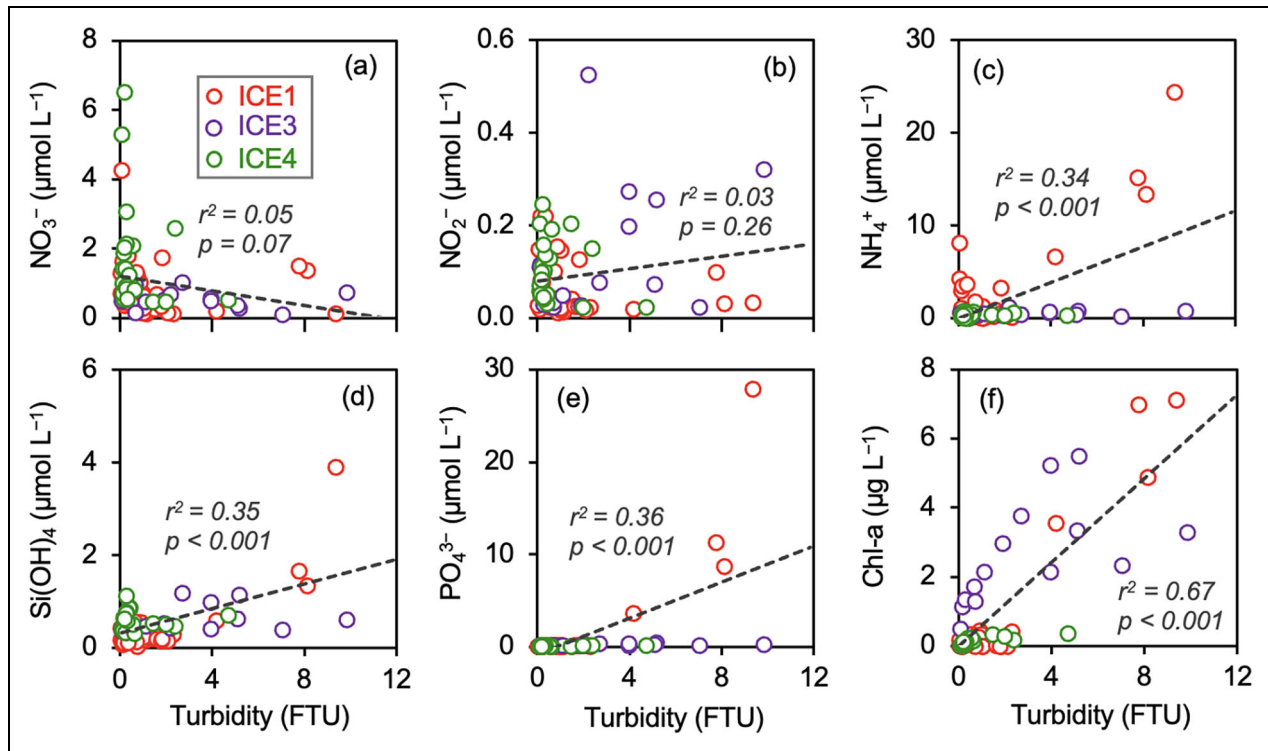 8
6
4
2
0
NO₃⁻ (µmol L⁻¹)
(a)
ICE1
ICE3
ICE4
r² = 0.05
p = 0.07
0.6
0.4
0.2
0.0
NO₂⁻ (µmol L⁻¹)
(b)
r² = 0.03
p = 0.26
0
4
8
12
30
20
10
0
NH₄⁺ (µmol L⁻¹)
(c)
r² = 0.34
p < 0.001
6
4
2
0
Si(OH)₄ (µmol L⁻¹)
(d)
r² = 0.35
p < 0.001
0
4
8
12
Turbidity (FTU)
30
20
10
0
PO₄³⁻ (µmol L⁻¹)
(e)
r² = 0.36
p < 0.001
0
4
8
12
Turbidity (FTU)
8
6
4
2
0
Chl-a (µg L⁻¹)
(f)
r² = 0.67
p < 0.001
0
4
8
12
Turbidity (FTU)